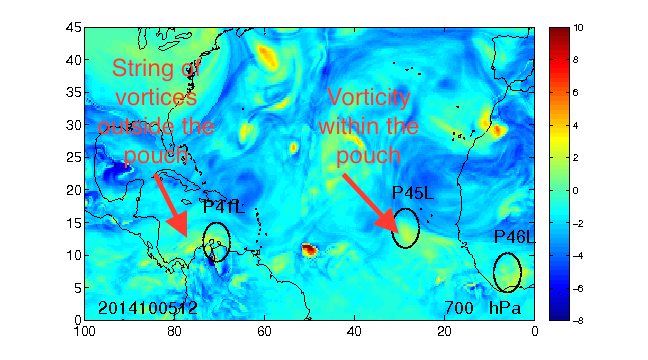 String of
vortices
outside the
pouch
Vorticity
within the
pouch
P41L
P45L
P46L
2014100512
700 hPa
45
40
35
30
25
20
15
10
5
0
100
80
60
40
20
0
10
8
6
4
2
0
−2
−4
−6
−8